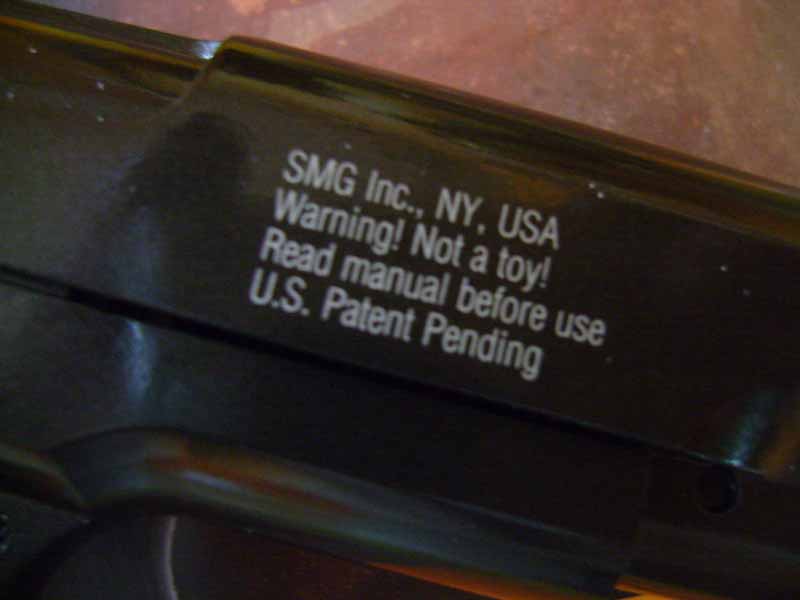 SMG Inc., NY, USA
Warning! Not a toy!
Read manual before use
U.S. Patent Pending